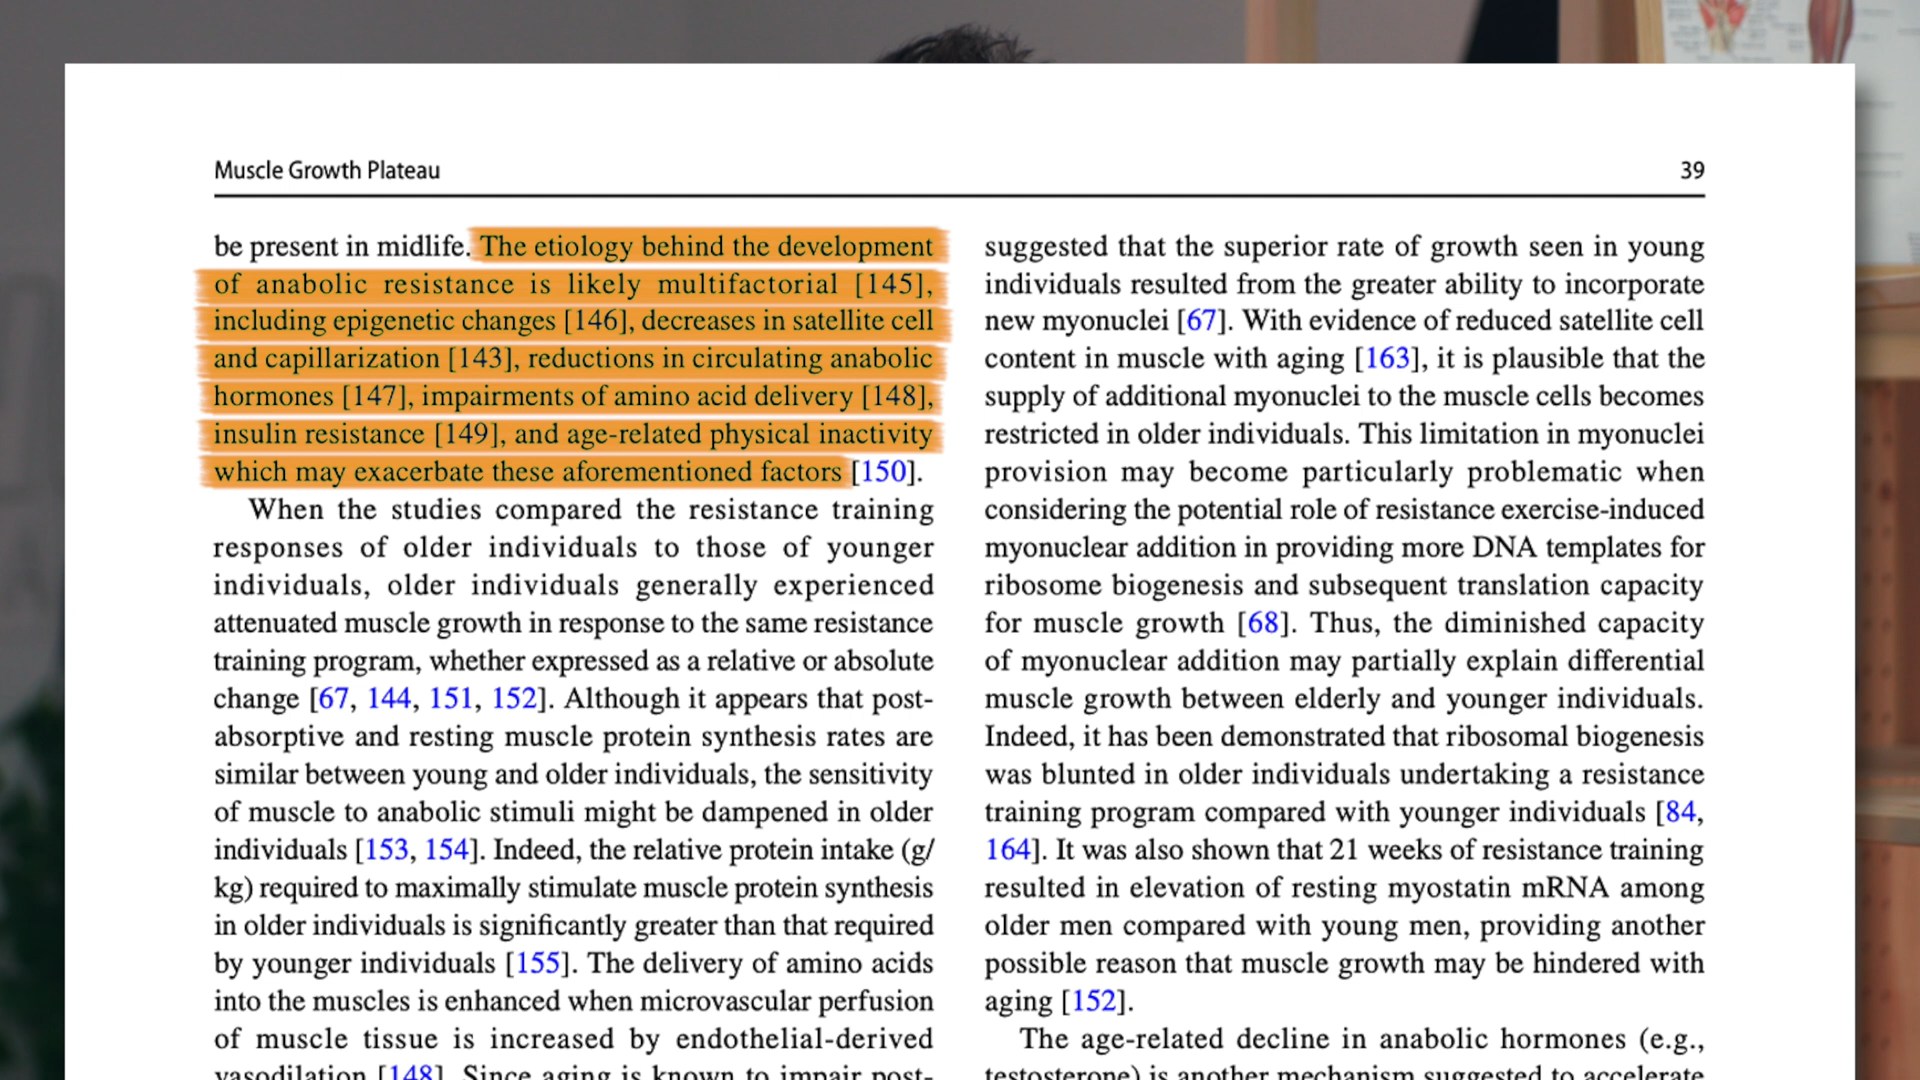 Muscle Growth Plateau
39
be present in midlife. The etiology behind the development
of anabolic resistance is likely multifactorial [145],
including epigenetic changes [146], decreases in satellite cell
and capillarization [143], reductions in circulating anabolic
hormones [147], impairments of amino acid delivery [148],
insulin resistance [149], and age-related physical inactivity
which may exacerbate these aforementioned factors [150].
When the studies compared the resistance training
responses of older individuals to those of younger
individuals, older individuals generally experienced
attenuated muscle growth in response to the same resistance
training program, whether expressed as a relative or absolute
change [67, 144, 151, 152]. Although it appears that post-
absorptive and resting muscle protein synthesis rates are
similar between young and older individuals, the sensitivity
of muscle to anabolic stimuli might be dampened in older
individuals [153, 154]. Indeed, the relative protein intake (g/
kg) required to maximally stimulate muscle protein synthesis
in older individuals is significantly greater than that required
by younger individuals [155]. The delivery of amino acids
into the muscles is enhanced when microvascular perfusion
of muscle tissue is increased by endothelial-derived
vasodilation [148]. Since aging is known to impair post-
suggested that the superior rate of growth seen in young
individuals resulted from the greater ability to incorporate
new myonuclei [67]. With evidence of reduced satellite cell
content in muscle with aging [163], it is plausible that the
supply of additional myonuclei to the muscle cells becomes
restricted in older individuals. This limitation in myonuclei
provision may become particularly problematic when
considering the potential role of resistance exercise-induced
myonuclear addition in providing more DNA templates for
ribosome biogenesis and subsequent translation capacity
for muscle growth [68]. Thus, the diminished capacity
of myonuclear addition may partially explain differential
muscle growth between elderly and younger individuals.
Indeed, it has been demonstrated that ribosomal biogenesis
was blunted in older individuals undertaking a resistance
training program compared with younger individuals [84,
164]. It was also shown that 21 weeks of resistance training
resulted in elevation of resting myostatin mRNA among
older men compared with young men, providing another
possible reason that muscle growth may be hindered with
aging [152].
The age-related decline in anabolic hormones (e.g.,
testosterone) is another mechanism suggested to accelerate